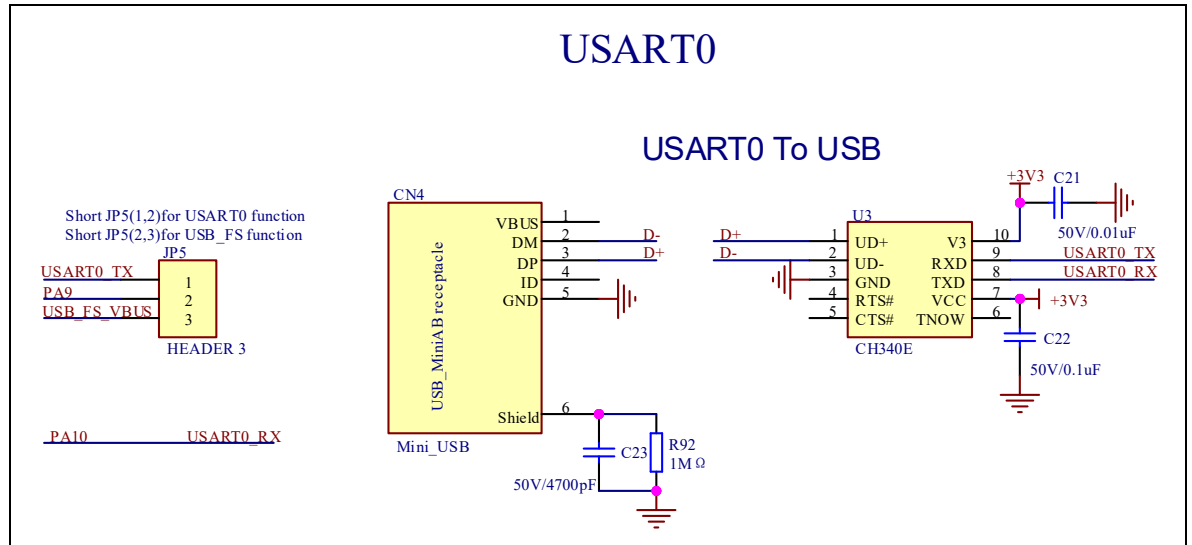 USART0
USART0 To USB
Short JP5(1,2)for USART0 function
Short JP5(2,3)for USB_FS function
JP5
USART0_TX 1
PA9 2
USB_FS_VBUS 3
HEADER 3
PA10 USART0_RX
CN4
USB_MiniAB receptacle
VBUS 1
DM 2 D-
DP 3 D+
ID 4
GND 5
Shield 6
Mini_USB
C23
50V/4700pF
R92
1M Ω
U3
D+ 1 UD+ V3 10
D- 2 UD- RXD 9 USART0_TX
3 GND TXD 8 USART0_RX
4 RTS# VCC 7 +3V3
5 CTS# TNOW 6
CH340E
+3V3
C21
50V/0.01uF
C22
50V/0.1uF